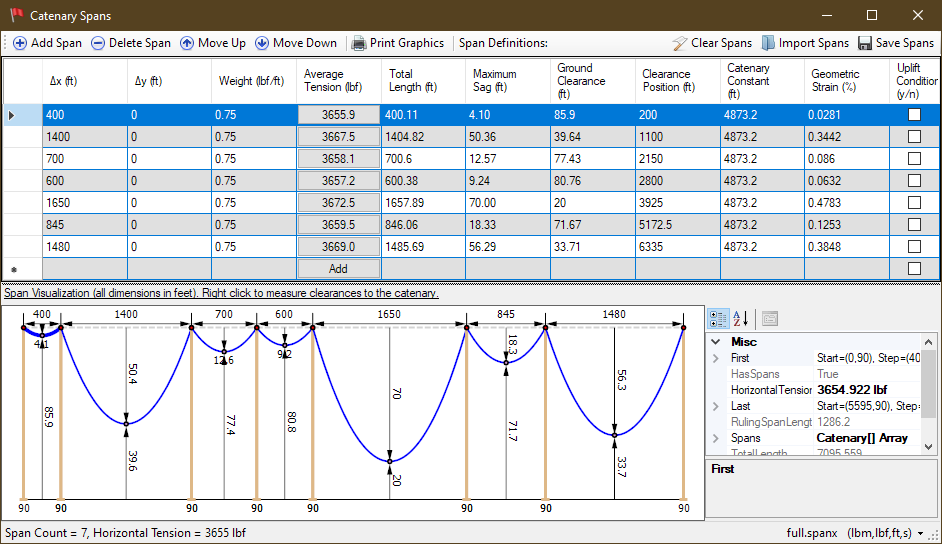 Catenary Spans
Add Span Delete Span Move Up Move Down Print Graphics Span Definitions: Clear Spans Import Spans Save Spans
Δx (ft) Δy (ft) Weight (lbf/ft) Average Tension (lbf) Total Length (ft) Maximum Sag (ft) Ground Clearance (ft) Clearance Position (ft) Catenary Constant (ft) Geometric Strain (%) Uplift Condition (y/n)
400 0 0.75 3655.9 400.11 4.10 85.9 200 4873.2 0.0281
1400 0 0.75 3667.5 1404.82 50.36 39.64 1100 4873.2 0.3442
700 0 0.75 3658.1 700.6 12.57 77.43 2150 4873.2 0.086
600 0 0.75 3657.2 600.38 9.24 80.76 2800 4873.2 0.0632
1650 0 0.75 3672.5 1657.89 70.00 20 3925 4873.2 0.4783
845 0 0.75 3659.5 846.06 18.33 71.67 5172.5 4873.2 0.1253
1480 0 0.75 3669.0 1485.69 56.29 33.71 6335 4873.2 0.3848
Add
Span Visualization (all dimensions in feet). Right click to measure clearances to the catenary.
400 1400 700 600 1650 845 1480
4.1 50.4 12.6 9.2 70 18.3 56.3
85.9 39.6 77.4 80.8 20 71.7 33.7
90 90 90 90 90 90 90 90
Misc
First Start=(0,90), Step=(40
HasSpans True
HorizontalTension 3654.922 lbf
Last Start=(5595,90), Step=
RulingSpanLengt 1286.2
Spans Catenary[] Array
TotalLength 7095.559
First
Span Count = 7, Horizontal Tension = 3655 lbf full.spanx (lbm,lbf,ft,s)